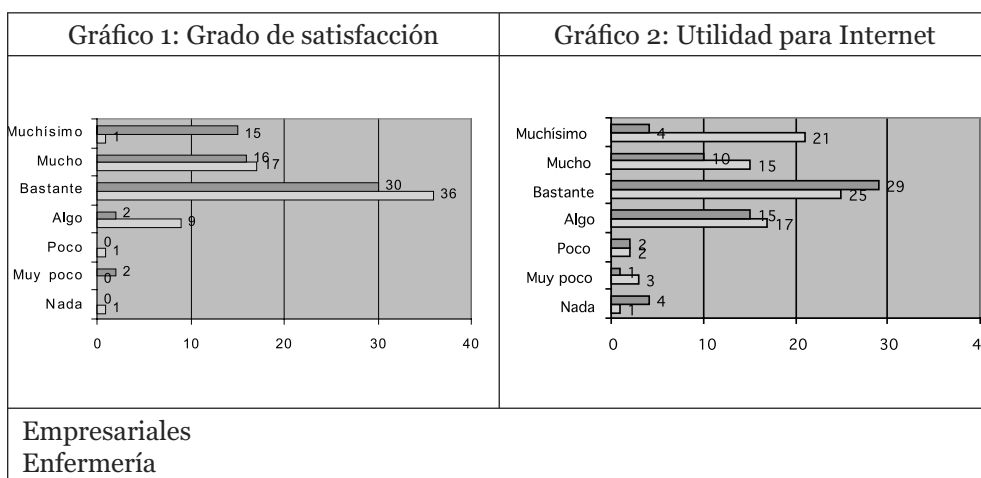 Gráfico 1: Grado de satisfacción
Muchísimo 15 1
Mucho 16 17
Bastante 30 36
Algo 2 9
Poco 0 1
Muy poco 2 0
Nada 0 1
0 10 20 30 40
Gráfico 2: Utilidad para Internet
Muchísimo 4 21
Mucho 10 15
Bastante 29 25
Algo 15 17
Poco 2 2
Muy poco 1 3
Nada 4 1
0 10 20 30
Empresariales
Enfermería